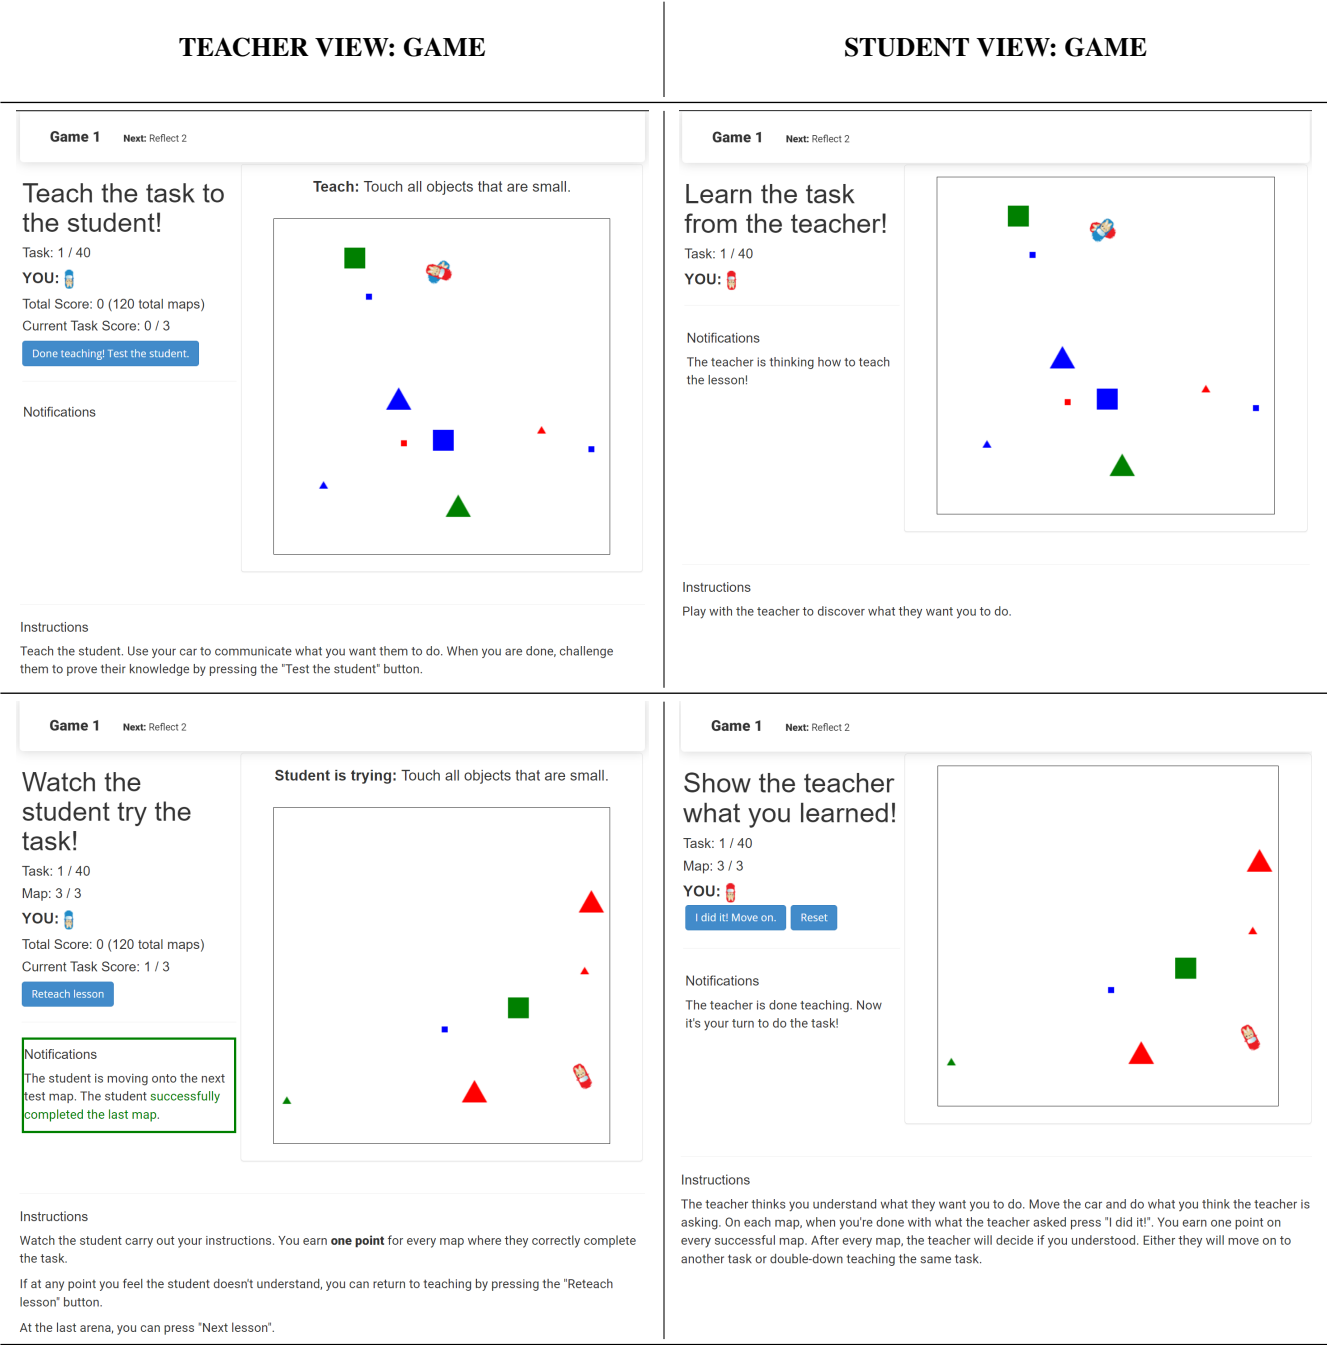 TEACHER VIEW: GAME
STUDENT VIEW: GAME
Game 1 Next: Reflect 2
Teach the task to
the student!
Task: 1 / 40
YOU:
Total Score: 0 (120 total maps)
Current Task Score: 0 / 3
Done teaching! Test the student.
Notifications
Teach: Touch all objects that are small.
Instructions
Teach the student. Use your car to communicate what you want them to do. When you are done, challenge
them to prove their knowledge by pressing the "Test the student" button.
Game 1 Next: Reflect 2
Learn the task
from the teacher!
Task: 1 / 40
YOU:
Notifications
The teacher is thinking how to teach
the lesson!
Instructions
Play with the teacher to discover what they want you to do.
Game 1 Next: Reflect 2
Watch the
student try the
task!
Task: 1 / 40
Map: 3 / 3
YOU:
Total Score: 0 (120 total maps)
Current Task Score: 1 / 3
Reteach lesson
Notifications
The student is moving onto the next
test map. The student successfully
completed the last map.
Student is trying: Touch all objects that are small.
Instructions
Watch the student carry out your instructions. You earn one point for every map where they correctly complete
the task.
If at any point you feel the student doesn't understand, you can return to teaching by pressing the "Reteach
lesson" button.
At the last arena, you can press "Next lesson".
Game 1 Next: Reflect 2
Show the teacher
what you learned!
Task: 1 / 40
Map: 3 / 3
YOU:
I did it! Move on. Reset
Notifications
The teacher is done teaching. Now
it's your turn to do the task!
Instructions
The teacher thinks you understand what they want you to do. Move the car and do what you think the teacher is
asking. On each map, when you're done with what the teacher asked press "I did it!". You earn one point on
every successful map. After every map, the teacher will decide if you understood. Either they will move on to
another task or double-down teaching the same task.